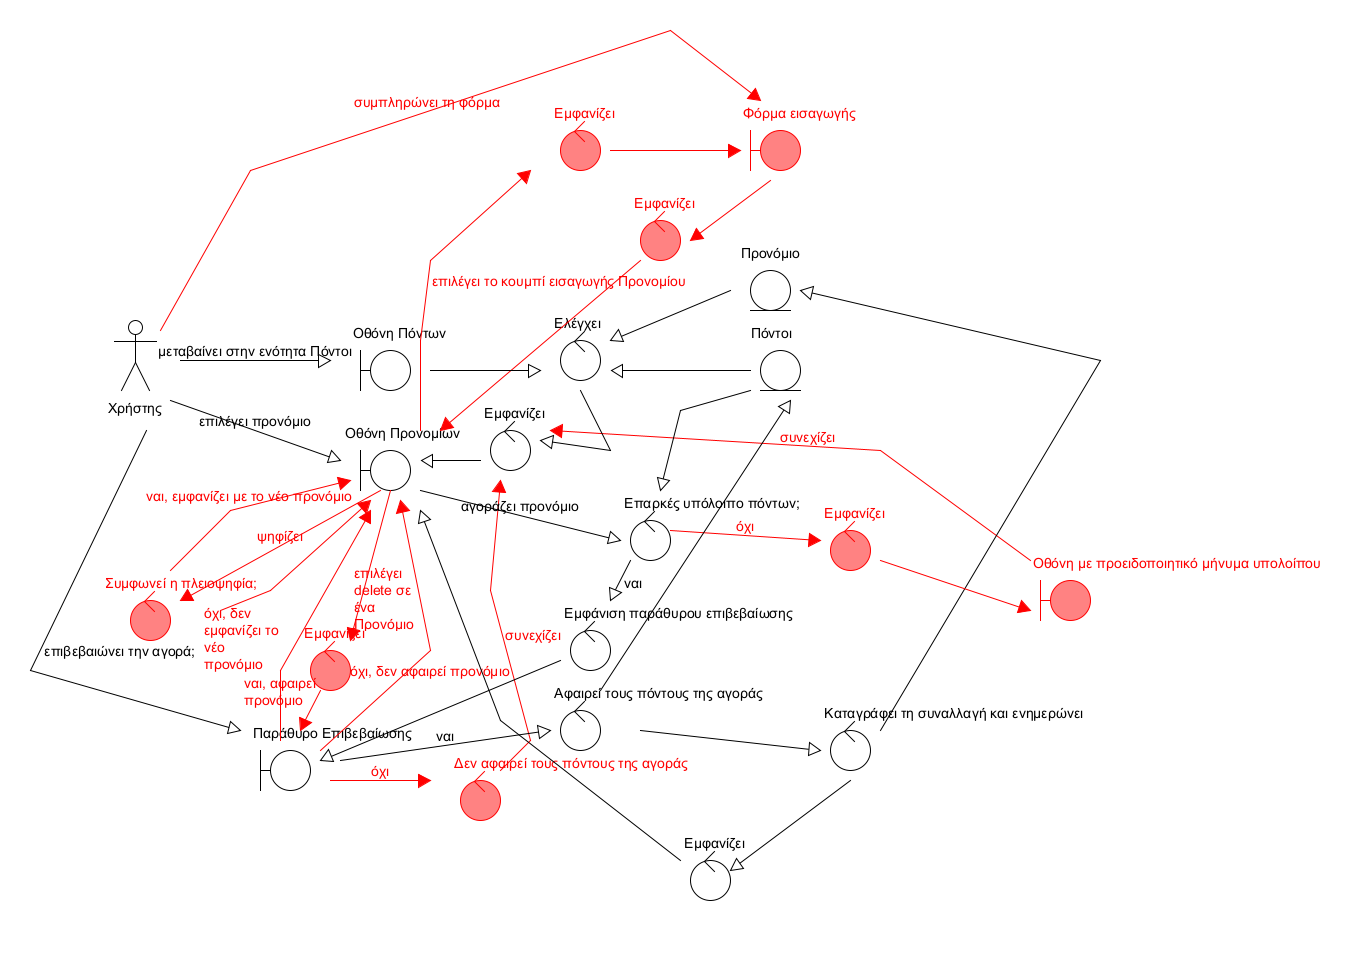 συμπληρώνει τη φόρμα
Εμφανίζει
Φόρμα εισαγωγής
Εμφανίζει
Προνόμιο
επιλέγει το κουμπί εισαγωγής Προνομίου
Ελέγχει
Οθόνη Πόντων
Πόντοι
μεταβαίνει στην ενότητα Πόντοι
Χρήστης
επιλέγει προνόμιο
Εμφανίζει
Οθόνη Προνομίων
συνεχίζει
ναι, εμφανίζει με το νέο προνόμιο
αγοράζει προνόμιο
Επαρκές υπόλοιπο πόντων;
Εμφανίζει
όχι
ψηφίζει
Οθόνη με προειδοποιητικό μήνυμα υπολοίπου
επιλέγει
delete σε
ένα
Προνόμιο
Συμφωνεί η πλειοψηφία;
ναι
όχι, δεν
εμφανίζει το
νέο
προνόμιο
Εμφάνιση παράθυρου επιβεβαίωσης
Εμφανίζει
συνεχίζει
επιβεβαιώνει την αγορά;
όχι, δεν αφαιρεί προνόμιο
ναι, αφαιρεί
προνόμιο
Αφαιρεί τους πόντους της αγοράς
Καταγράφει τη συναλλαγή και ενημερώνει
Παράθυρο Επιβεβαίωσης
ναι
όχι
Δεν αφαιρεί τους πόντους της αγοράς
Εμφανίζει